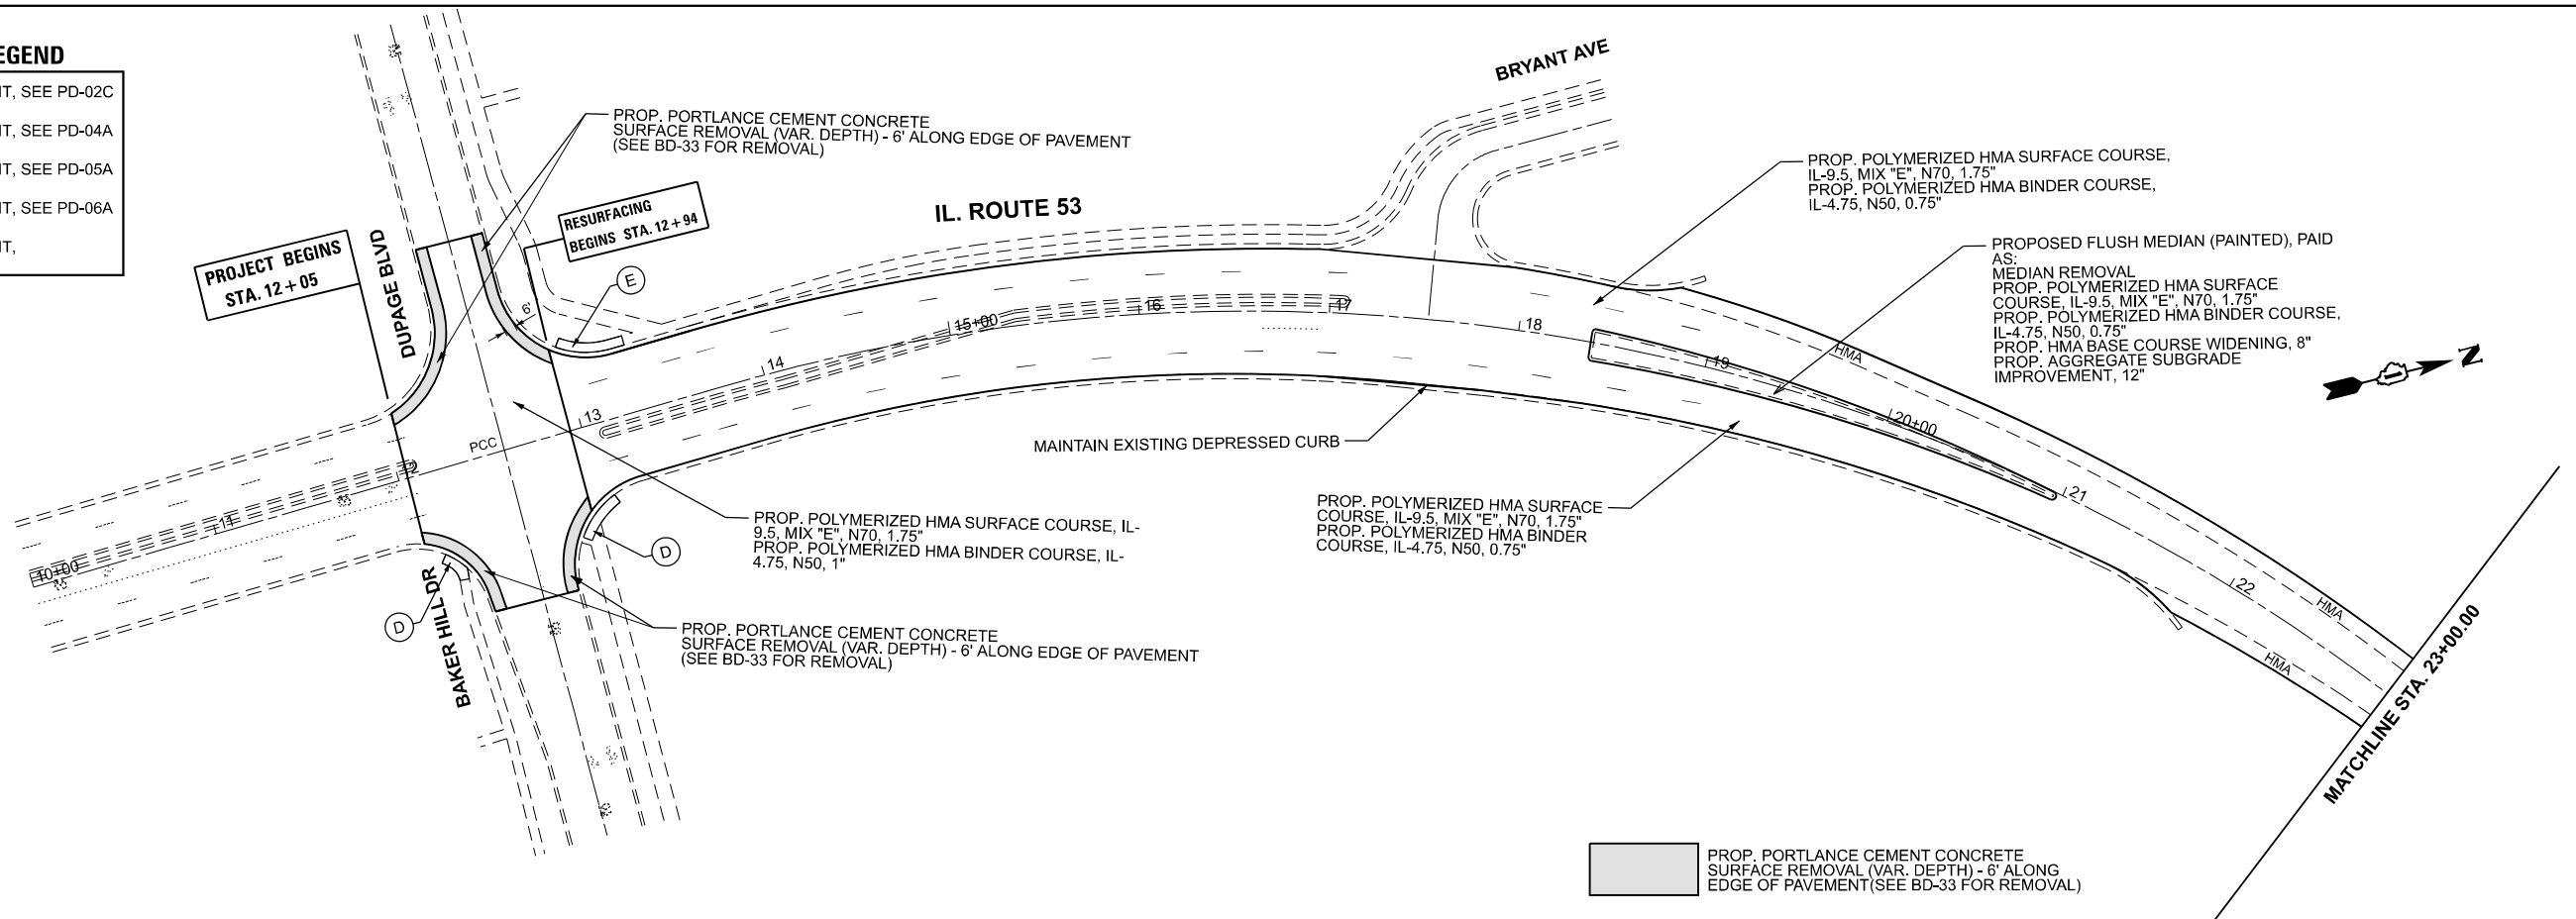 EGEND
IT, SEE PD-02C
IT, SEE PD-04A
IT, SEE PD-05A
IT, SEE PD-06A
IT,
PROJECT BEGINS
STA. 12+05
DUPAGE BLVD
PROP. PORTLANCE CEMENT CONCRETE
SURFACE REMOVAL (VAR. DEPTH) - 6' ALONG EDGE OF PAVEMENT
(SEE BD-33 FOR REMOVAL)
RESURFACING
BEGINS STA. 12+94
E
6'
IL. ROUTE 53
BRYANT AVE
PROP. POLYMERIZED HMA SURFACE COURSE,
IL-9.5, MIX "E", N70, 1.75"
PROP. POLYMERIZED HMA BINDER COURSE,
IL-4.75, N50, 0.75"
PROPOSED FLUSH MEDIAN (PAINTED), PAID
AS:
MEDIAN REMOVAL
PROP. POLYMERIZED HMA SURFACE
COURSE, IL-9.5, MIX "E", N70, 1.75"
PROP. POLYMERIZED HMA BINDER COURSE,
IL-4.75, N50, 0.75"
PROP. HMA BASE COURSE WIDENING, 8"
PROP. AGGREGATE SUBGRADE
IMPROVEMENT, 12"
N
10+00
11
12
PCC
13
14
15+00
16
17
18
19
20+00
21
22
HMA
HMA
HMA
MAINTAIN EXISTING DEPRESSED CURB
PROP. POLYMERIZED HMA SURFACE COURSE, IL-
9.5, MIX "E", N70, 1.75"
PROP. POLYMERIZED HMA BINDER COURSE, IL-
4.75, N50, 1"
PROP. POLYMERIZED HMA SURFACE
COURSE, IL-9.5, MIX "E", N70, 1.75"
PROP. POLYMERIZED HMA BINDER
COURSE, IL-4.75, N50, 0.75"
D
D
BAKER HILL DR
PROP. PORTLANCE CEMENT CONCRETE
SURFACE REMOVAL (VAR. DEPTH) - 6' ALONG EDGE OF PAVEMENT
(SEE BD-33 FOR REMOVAL)
MATCHLINE STA. 23+00.00
PROP. PORTLANCE CEMENT CONCRETE
SURFACE REMOVAL (VAR. DEPTH) - 6' ALONG
EDGE OF PAVEMENT(SEE BD-33 FOR REMOVAL)